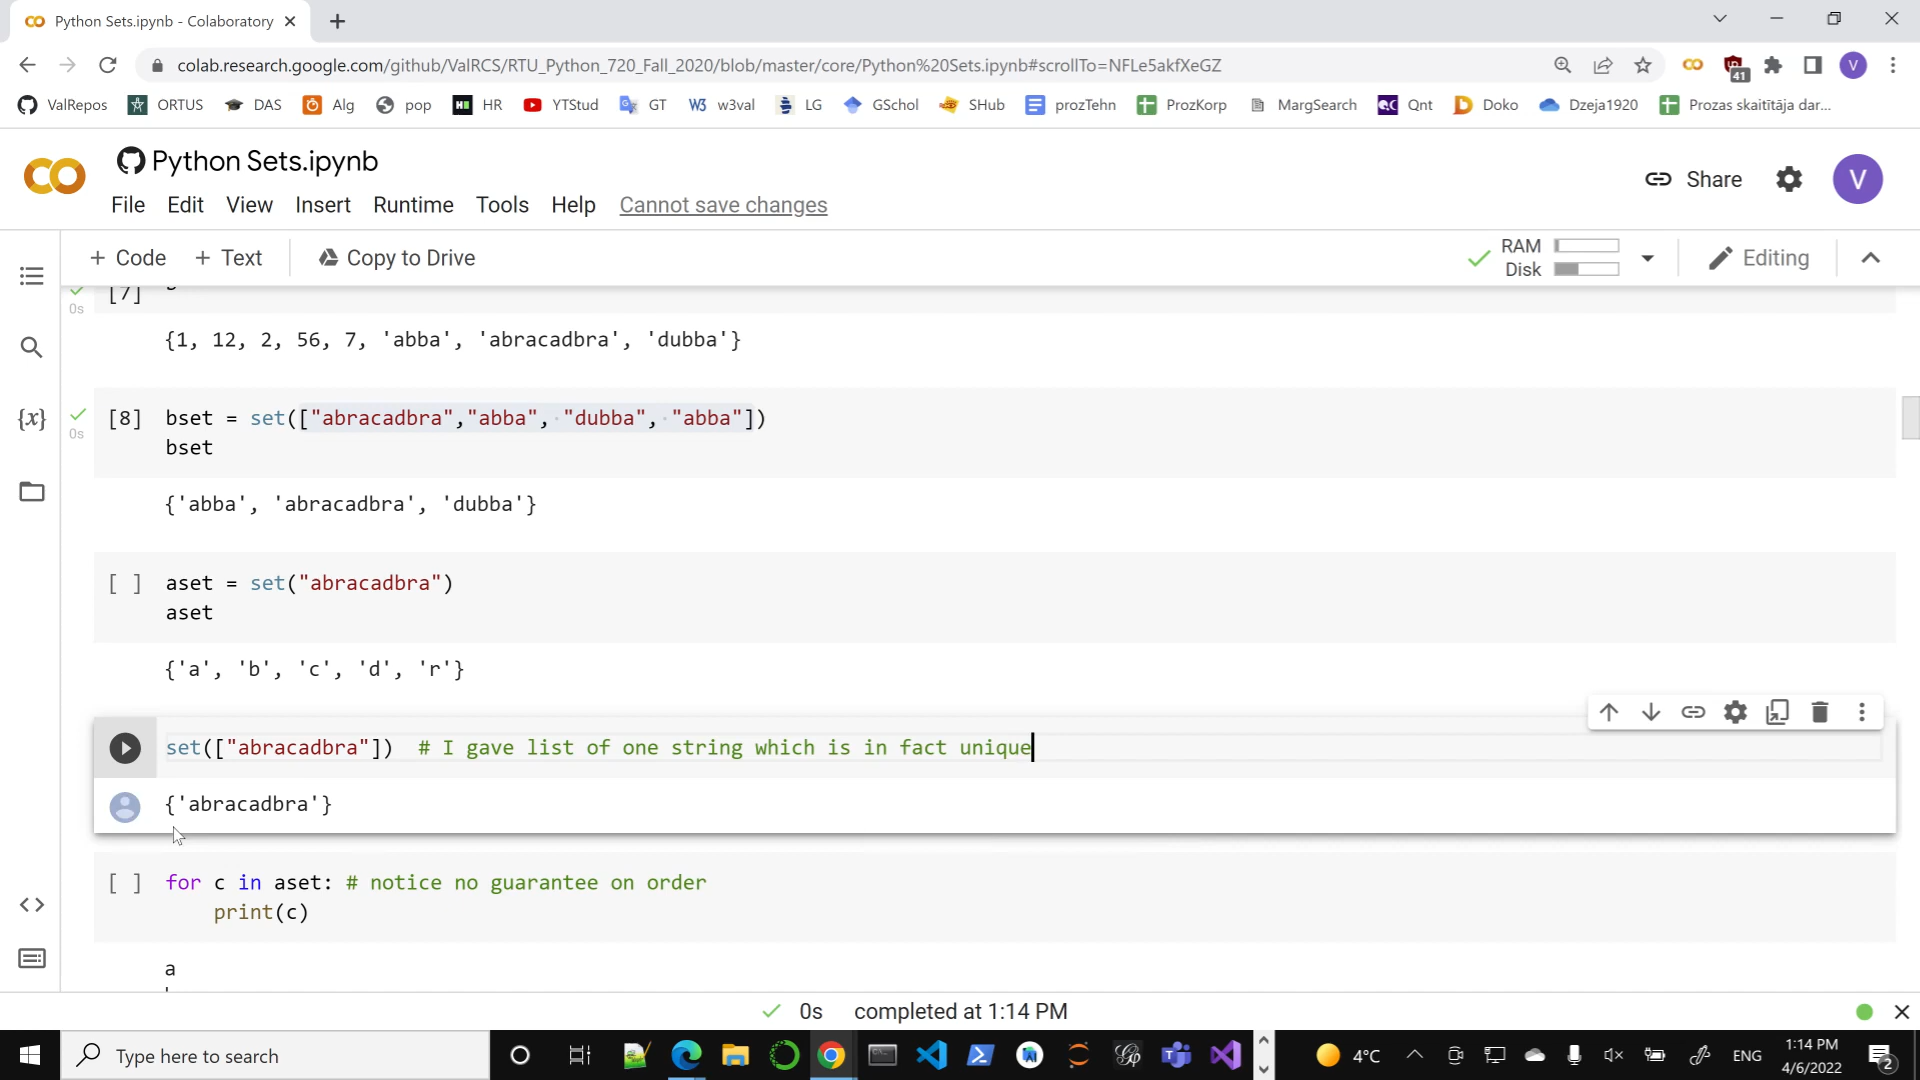 Python Sets.ipynb - Colaboratory
colab.research.google.com/github/ValRCS/RTU_Python_720_Fall_2020/blob/master/core/Python%20Sets.ipynb#scrollTo=NFLe5akfXeGZ
41
V
ValRepos ORTUS DAS Alg pop HR YTStud GT W3 w3val LG GSchol SHub prozTehn ProzKorp MargSearch Qnt Doko Dzeja1920 Prozas skaitītāja dar...
Python Sets.ipynb
Share
V
File Edit View Insert Runtime Tools Help Cannot save changes
+ Code + Text Copy to Drive
RAM
Disk
Editing
[7]
0s
{1, 12, 2, 56, 7, 'abba', 'abracadbra', 'dubba'}
{x}
[8] bset = set(["abracadbra","abba", "dubba", "abba"])
0s
bset
{'abba', 'abracadbra', 'dubba'}
[ ] aset = set("abracadbra")
aset
{'a', 'b', 'c', 'd', 'r'}
set(["abracadbra"])  # I gave list of one string which is in fact unique
{'abracadbra'}
[ ] for c in aset: # notice no guarantee on order
print(c)
a
0s completed at 1:14 PM
Type here to search
4°C
ENG
1:14 PM
4/6/2022
2